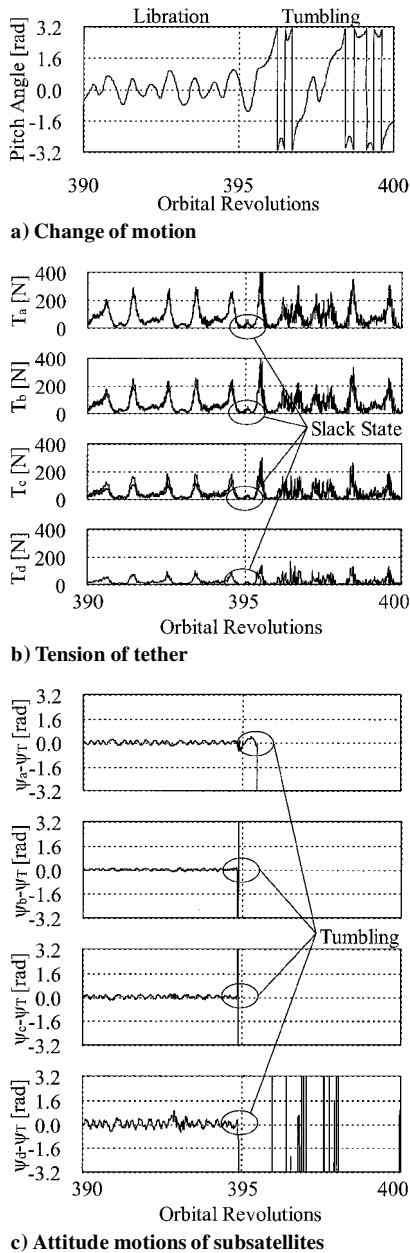 Libration Tumbling
Pitch Angle [rad]
3.2
1.6
0.0
-1.6
-3.2
390 395 400
Orbital Revolutions
a) Change of motion
Ta [N]
400
200
0
Tb [N]
400
200
0
Slack State
Tc [N]
400
200
0
Td [N]
400
200
0
390 395 400
Orbital Revolutions
b) Tension of tether
ψa-ψT [rad]
3.2
1.6
0.0
-1.6
-3.2
ψb-ψT [rad]
3.2
1.6
0.0
-1.6
-3.2
Tumbling
ψc-ψT [rad]
3.2
1.6
0.0
-1.6
-3.2
ψd-ψT [rad]
3.2
1.6
0.0
-1.6
-3.2
390 395 400
Orbital Revolutions
c) Attitude motions of subsatellites